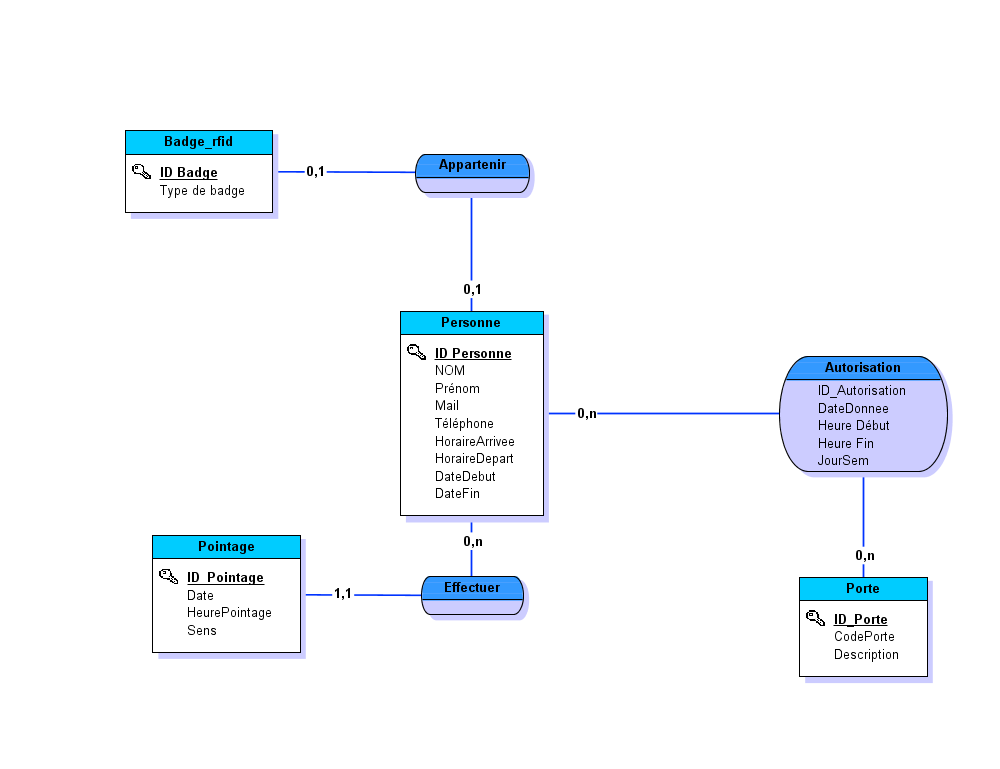 Badge_rfid
ID Badge
Type de badge
0,1
Appartenir
0,1
Personne
ID Personne
NOM
Prénom
Mail
Téléphone
HoraireArrivee
HoraireDepart
DateDebut
DateFin
0,n
Autorisation
ID_Autorisation
DateDonnee
Heure Début
Heure Fin
JourSem
0,n
Pointage
ID_Pointage
Date
HeurePointage
Sens
1,1
Effectuer
0,n
Porte
ID_Porte
CodePorte
Description